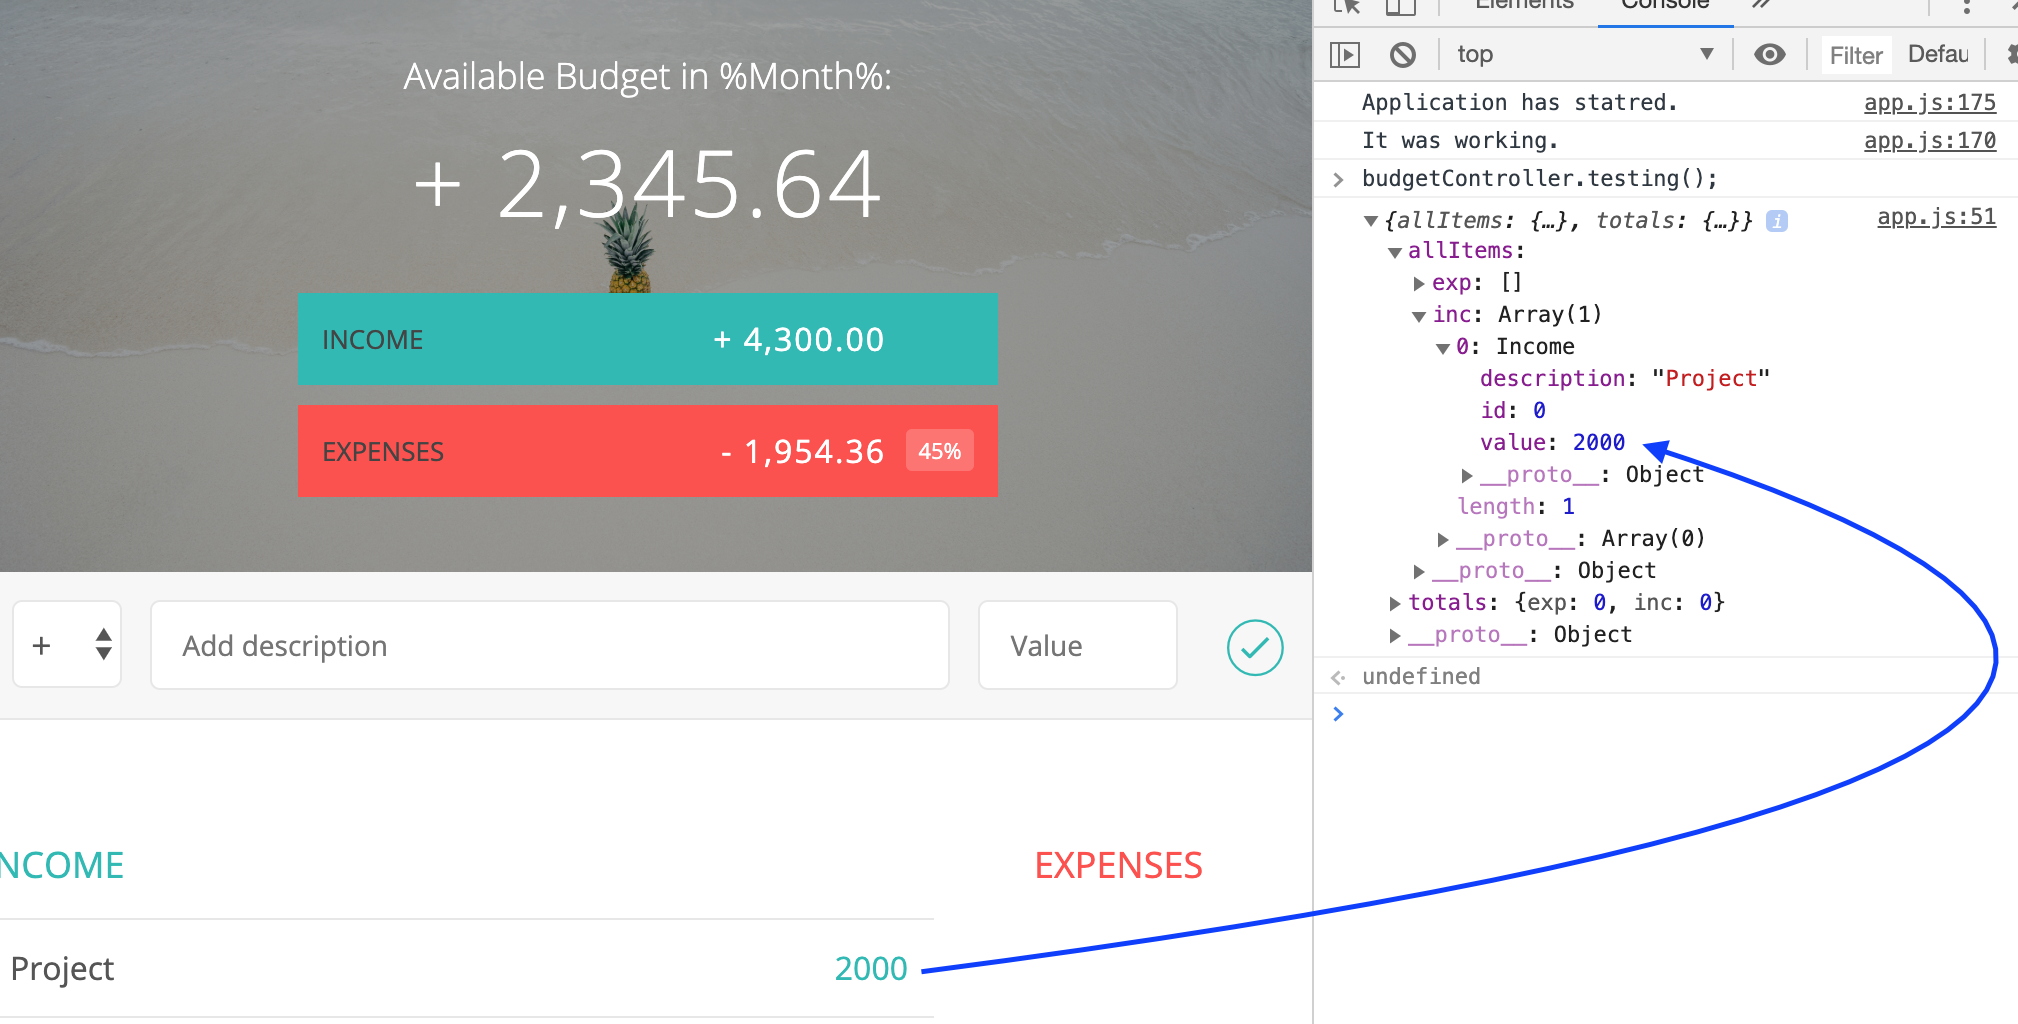 Available Budget in %Month%:
+ 2,345.64
INCOME + 4,300.00
EXPENSES - 1,954.36 45%
+ Add description Value
NCOME EXPENSES
Project 2000
Elements Console »
top Filter Defau
Application has statred. app.js:175
It was working. app.js:170
> budgetController.testing();
▼{allItems: {…}, totals: {…}} i app.js:51
▼allItems:
▶exp: []
▼inc: Array(1)
▼0: Income
description: "Project"
id: 0
value: 2000
▶__proto__: Object
length: 1
▶__proto__: Array(0)
▶__proto__: Object
▶totals: {exp: 0, inc: 0}
▶__proto__: Object
undefined
>